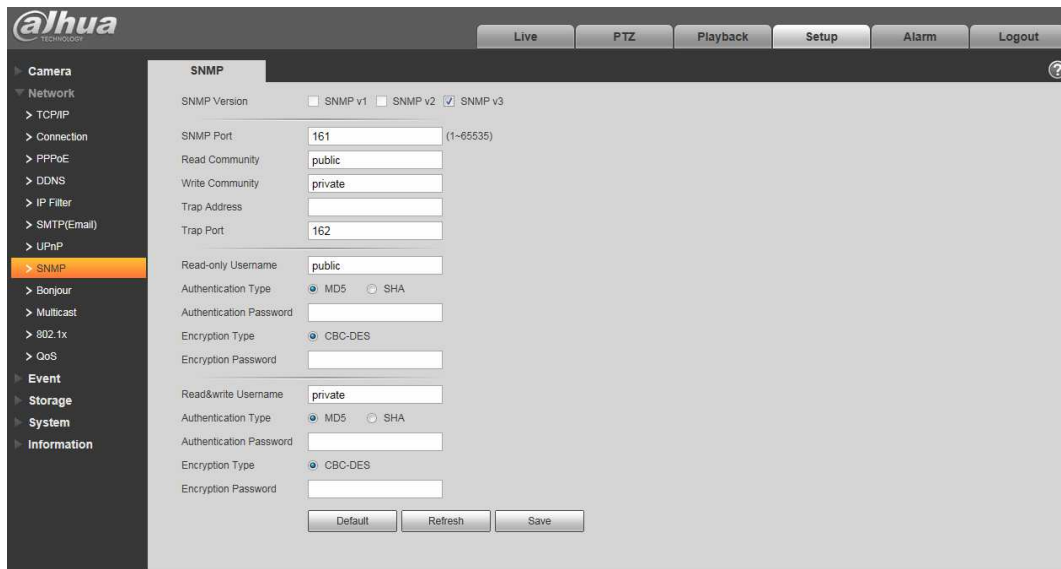 alhua
TECHNOLOGY
Live PTZ Playback Setup Alarm Logout
Camera
Network
> TCP/IP
> Connection
> PPPoE
> DDNS
> IP Filter
> SMTP(Email)
> UPnP
> SNMP
> Bonjour
> Multicast
> 802.1x
> QoS
Event
Storage
System
Information
SNMP
?
SNMP Version SNMP v1 SNMP v2 SNMP v3
SNMP Port 161 (1~65535)
Read Community public
Write Community private
Trap Address
Trap Port 162
Read-only Username public
Authentication Type MD5 SHA
Authentication Password
Encryption Type CBC-DES
Encryption Password
Read&write Username private
Authentication Type MD5 SHA
Authentication Password
Encryption Type CBC-DES
Encryption Password
Default Refresh Save